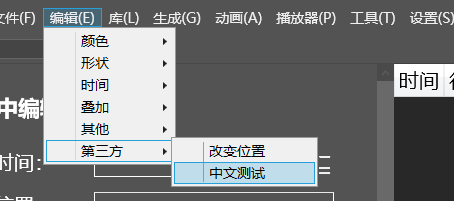 文件(F) 编辑(E) 库(L) 生成(G) 动画(A) 播放器(P) 工具(T) 设置(S)
颜色
形状
时间
叠加
其他
第三方
改变位置
中文测试
中编
时间:
时间